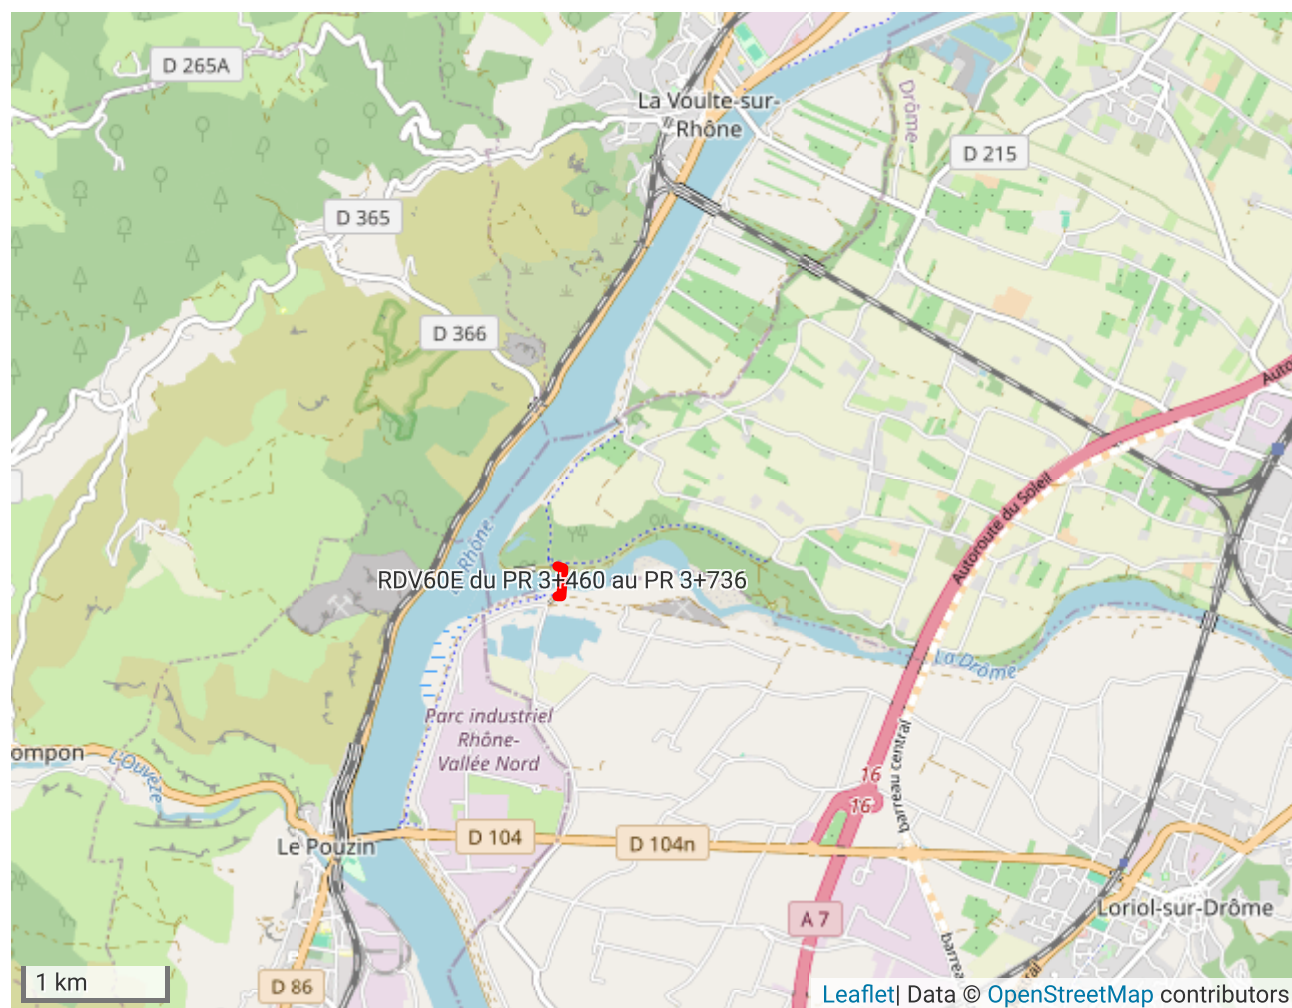 D 265A
La Voulte-sur-
Rhône
Drôme
D 215
D 365
D 366
Auto
Autoroute du Soleil
Rhône
RDV60E du PR 3+460 au PR 3+736
La Drôme
Parc industriel
Rhône-
Vallée Nord
ompon
L'Ouvèze
barreau central
16
16
Le Pouzin
D 104
D 104n
A 7
Loriol-sur-Drôme
barrea
ral
D 86
1 km
Leaflet | Data © OpenStreetMap contributors